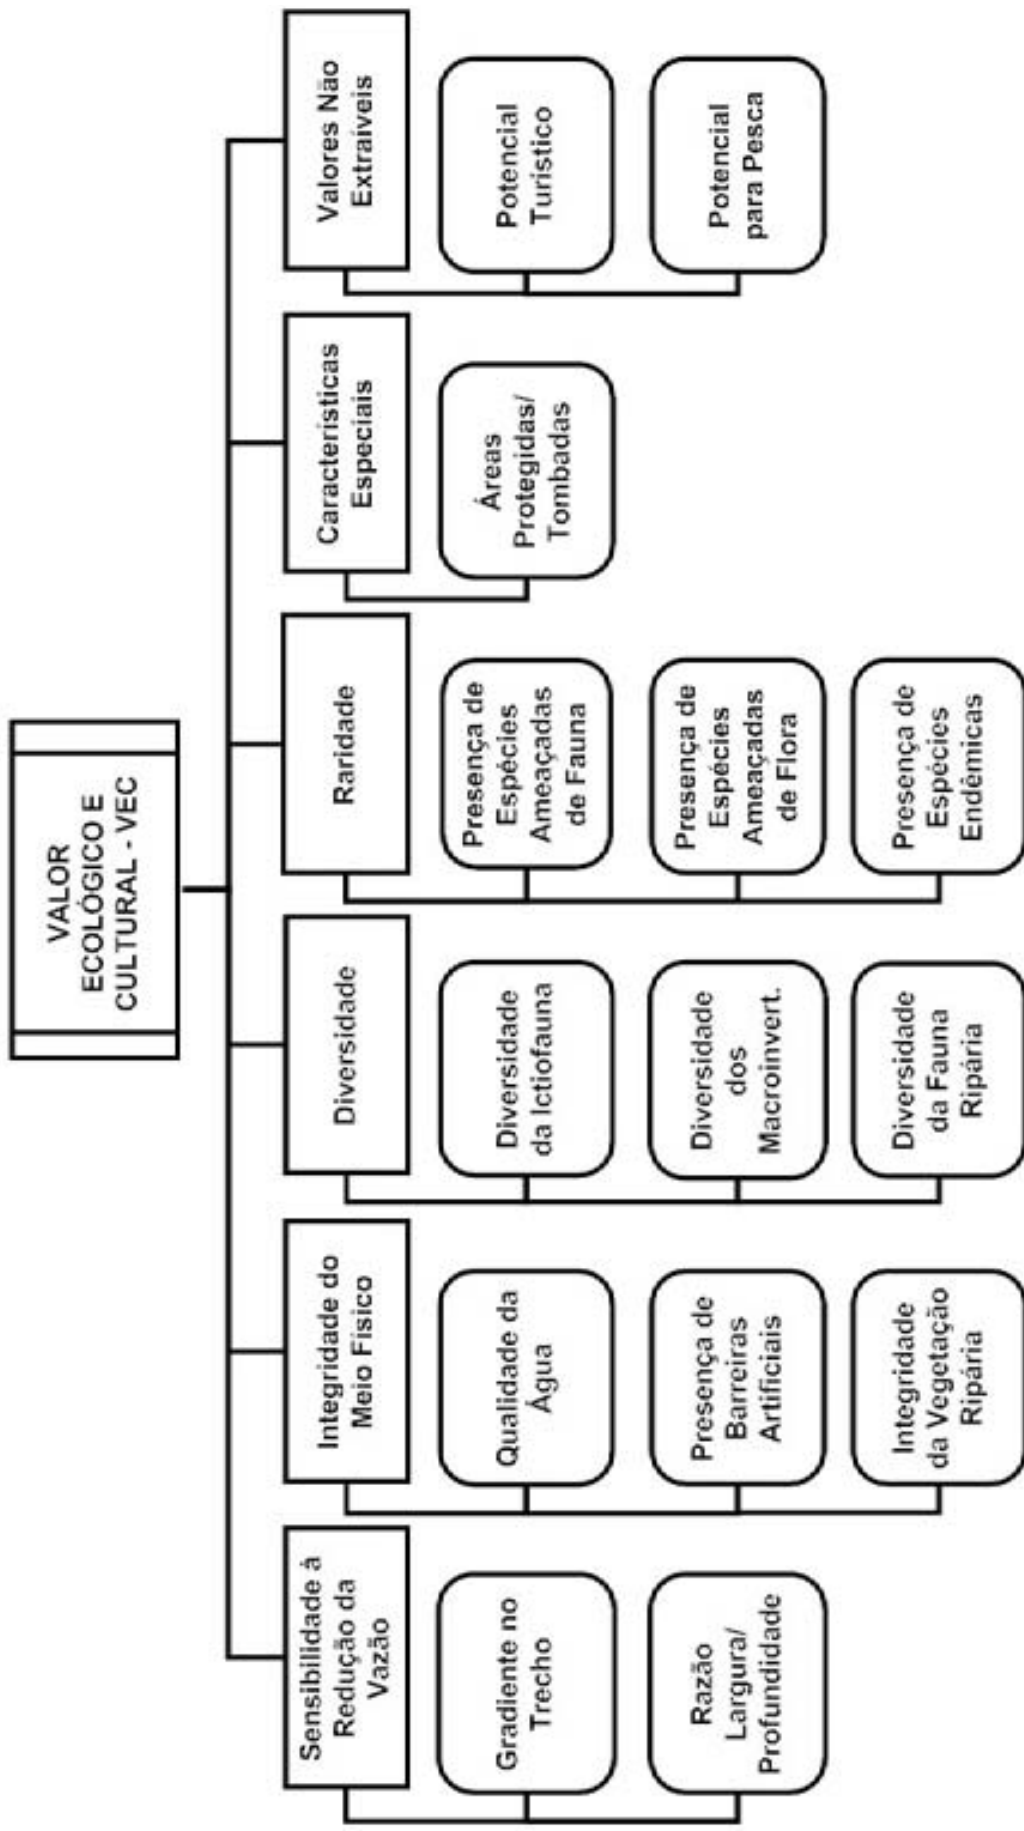 VALOR
ECOLÓGICO E
CULTURAL - VEC
Sensibilidade à
Redução da
Vazão
Gradiente no
Trecho
Razão
Largura/
Profundidade
Integridade do
Meio Físico
Qualidade da
Água
Presença de
Barreiras
Artificiais
Integridade
da Vegetação
Ripária
Diversidade
Diversidade
da Ictiofauna
Diversidade
dos
Macroinvert.
Diversidade
da Fauna
Ripária
Raridade
Presença de
Espécies
Ameaçadas
de Fauna
Presença de
Espécies
Ameaçadas
de Flora
Presença de
Espécies
Endêmicas
Características
Especiais
Áreas
Protegidas/
Tombadas
Valores Não
Extraíveis
Potencial
Turístico
Potencial
para Pesca